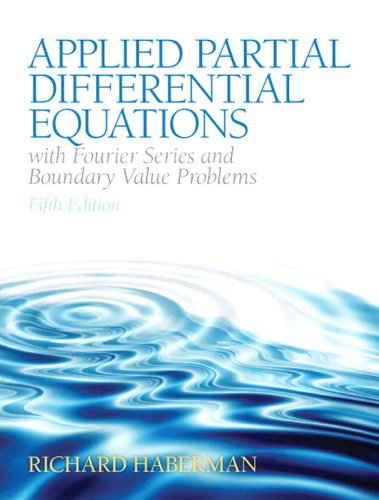 APPLIED PARTIAL
DIFFERENTIAL
EQUATIONS
with Fourier Series and
Boundary Value Problems
Fifth Edition
RICHARD HABERMAN